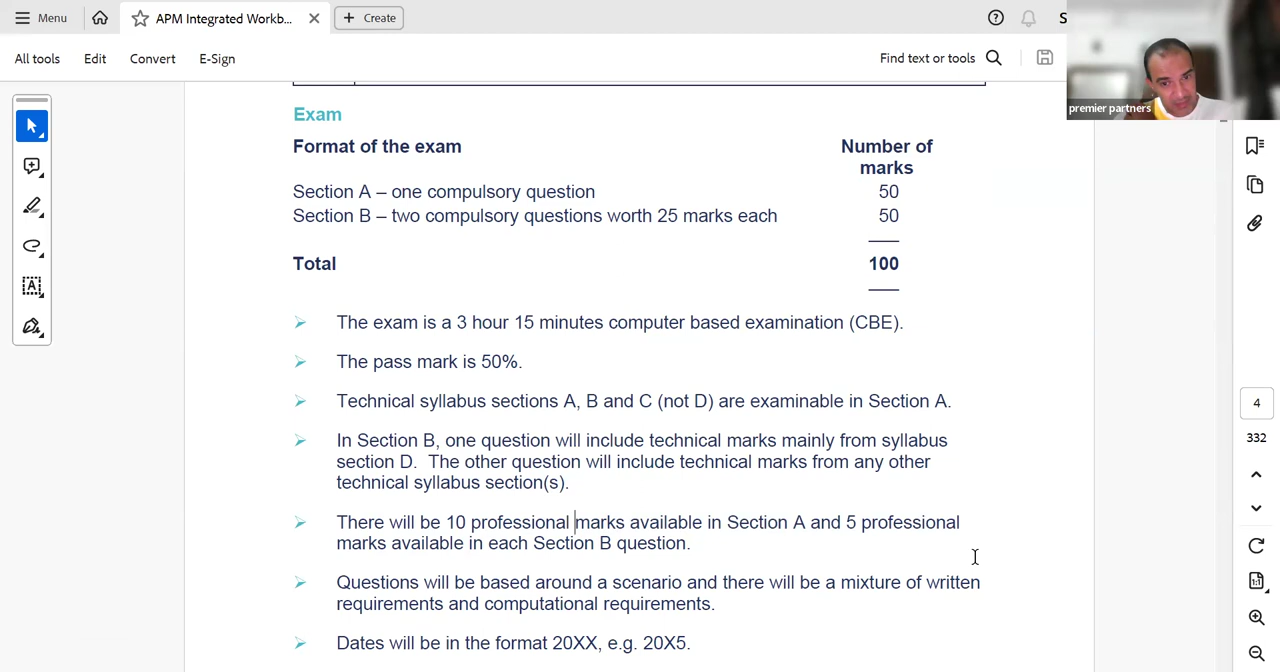 Menu
APM Integrated Workb...
Create
S
All tools
Edit
Convert
E-Sign
Find text or tools
premier partners
Exam
Format of the exam
Number of
marks
Section A – one compulsory question
50
Section B – two compulsory questions worth 25 marks each
50
Total
100
The exam is a 3 hour 15 minutes computer based examination (CBE).
The pass mark is 50%.
Technical syllabus sections A, B and C (not D) are examinable in Section A.
In Section B, one question will include technical marks mainly from syllabus
section D. The other question will include technical marks from any other
technical syllabus section(s).
There will be 10 professional marks available in Section A and 5 professional
marks available in each Section B question.
Questions will be based around a scenario and there will be a mixture of written
requirements and computational requirements.
Dates will be in the format 20XX, e.g. 20X5.
4
332